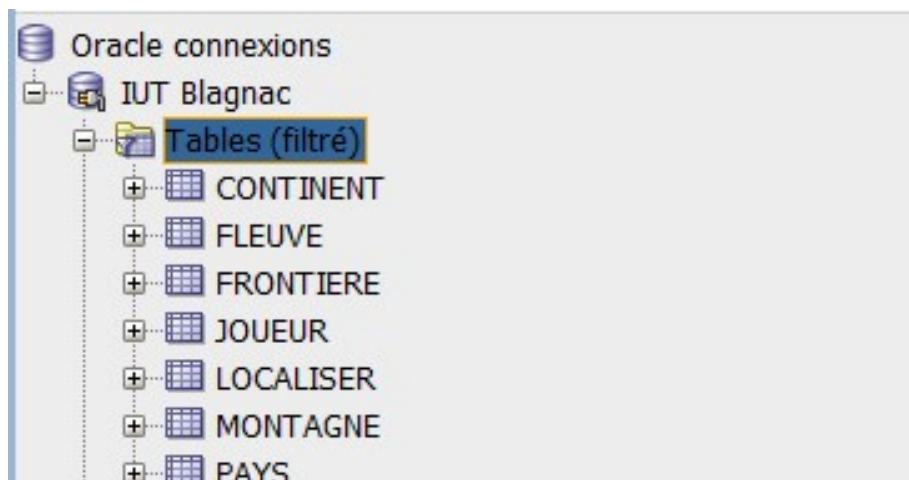 Oracle connexions
IUT Blagnac
Tables (filtré)
CONTINENT
FLEUVE
FRONTIERE
JOUEUR
LOCALISER
MONTAGNE
PAYS